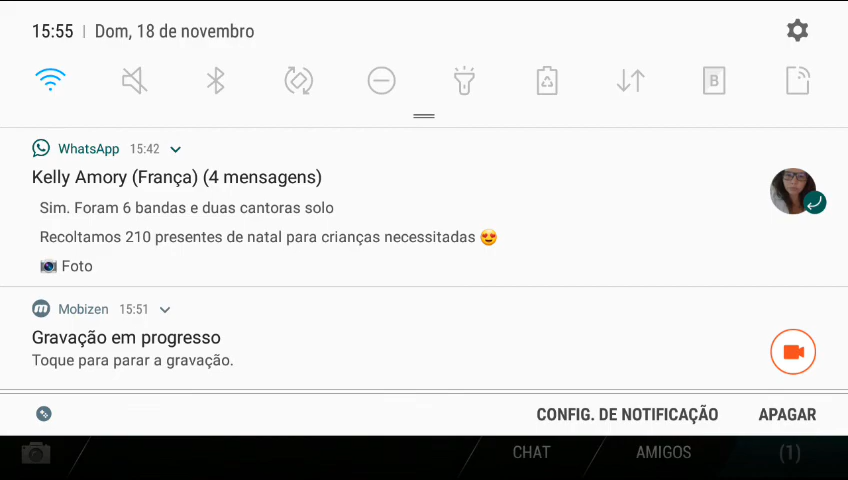 15:55 | Dom, 18 de novembro
B
WhatsApp 15:42
Kelly Amory (França) (4 mensagens)
Sim. Foram 6 bandas e duas cantoras solo
Recoltamos 210 presentes de natal para crianças necessitadas 😍
📷 Foto
m Mobizen 15:51
Gravação em progresso
Toque para parar a gravação.
CONFIG. DE NOTIFICAÇÃO APAGAR
CHAT AMIGOS (1)